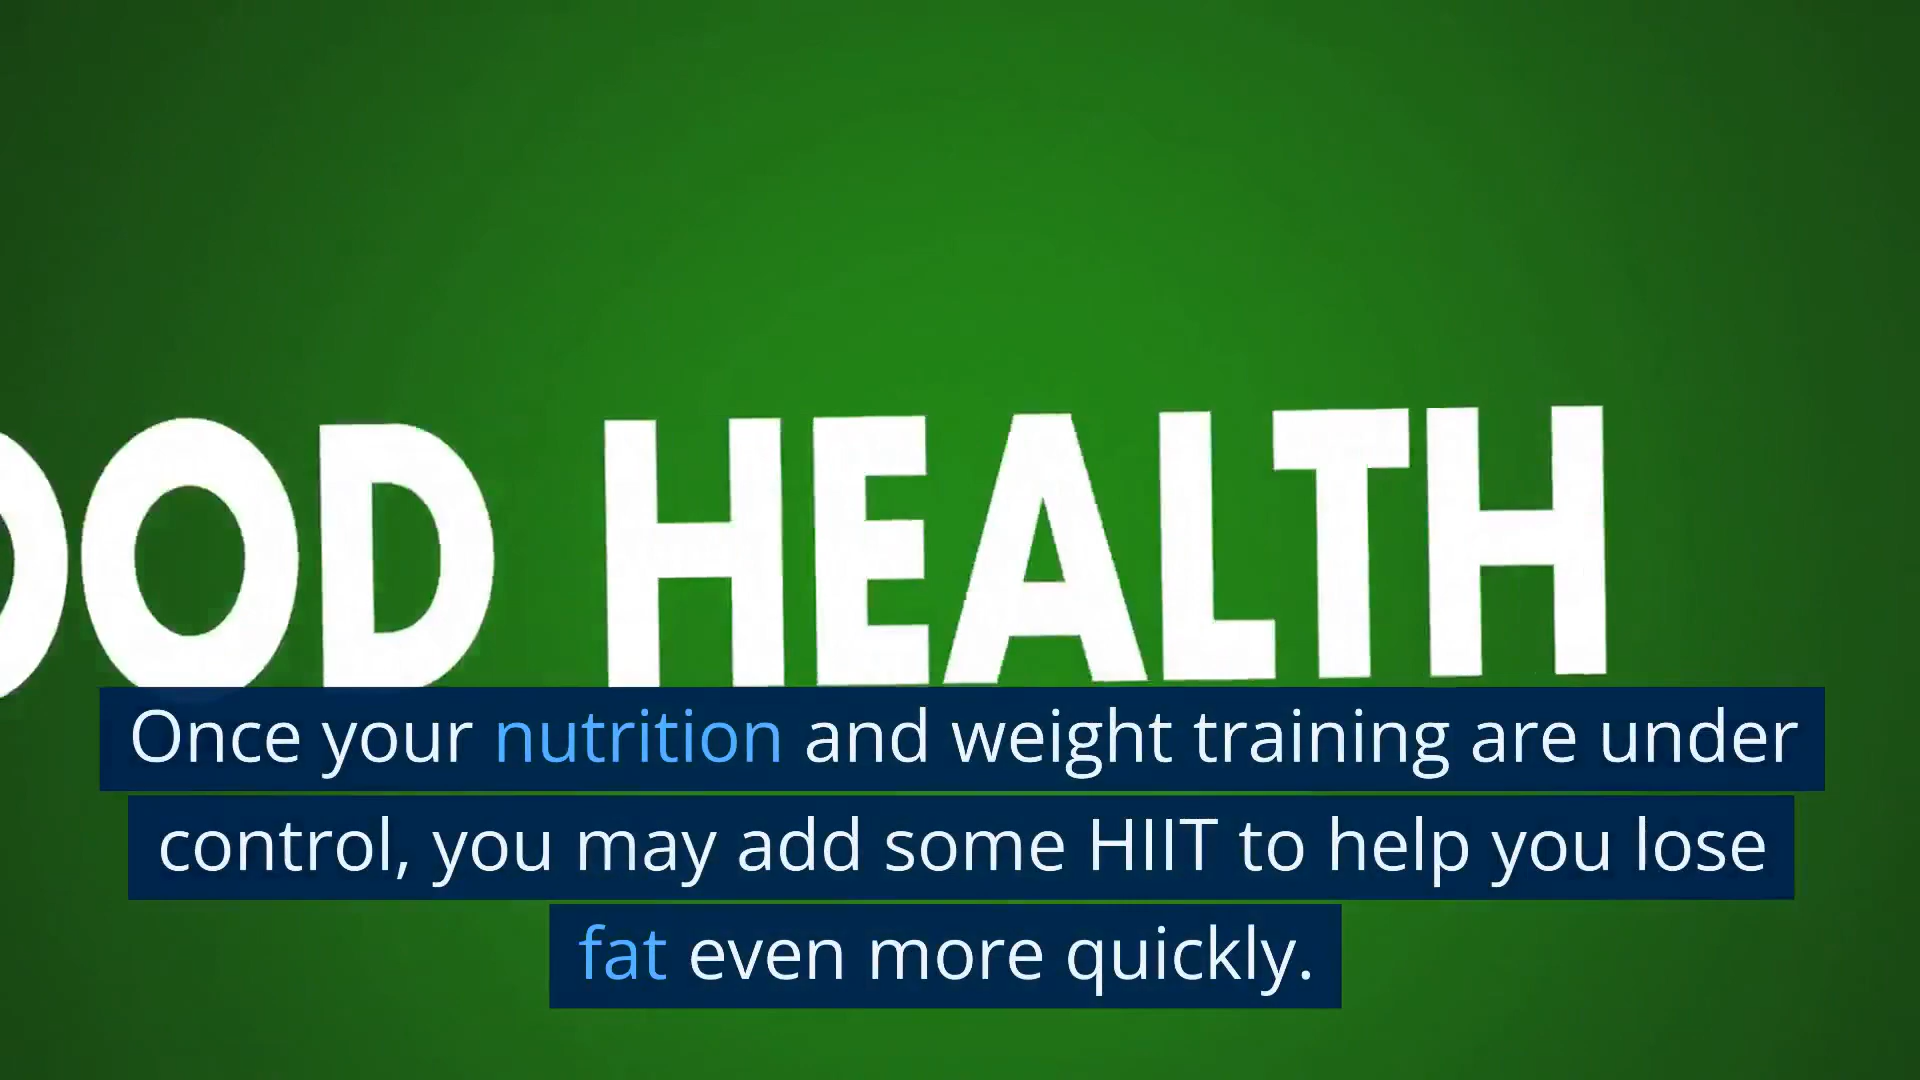 OOD HEALTH
Once your nutrition and weight training are under
control, you may add some HIIT to help you lose
fat even more quickly.